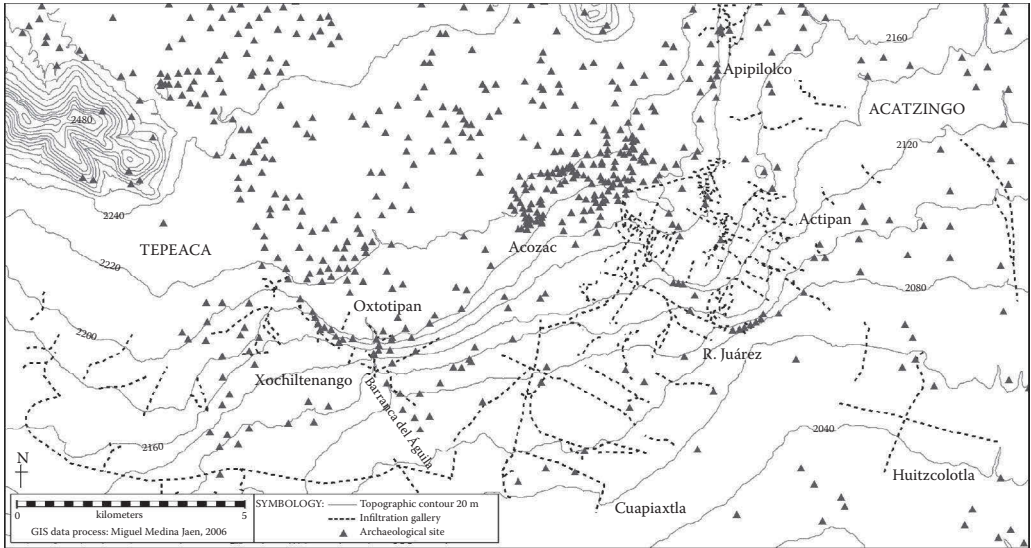 2160
Apipilolco
ACATZINGO
2480
2120
2240
Actipan
TEPEACA
Acozac
2220
2080
Oxtotipan
2200
R. Juárez
Xochiltenango
Barranca del Águila
2160
2040
N
Huitzcolotla
SYMBOLOGY:
Topographic contour 20 m
0 5
kilometers
Infiltration gallery
Cuapiaxtla
GIS data process: Miguel Medina Jaen, 2006
Archaeological site